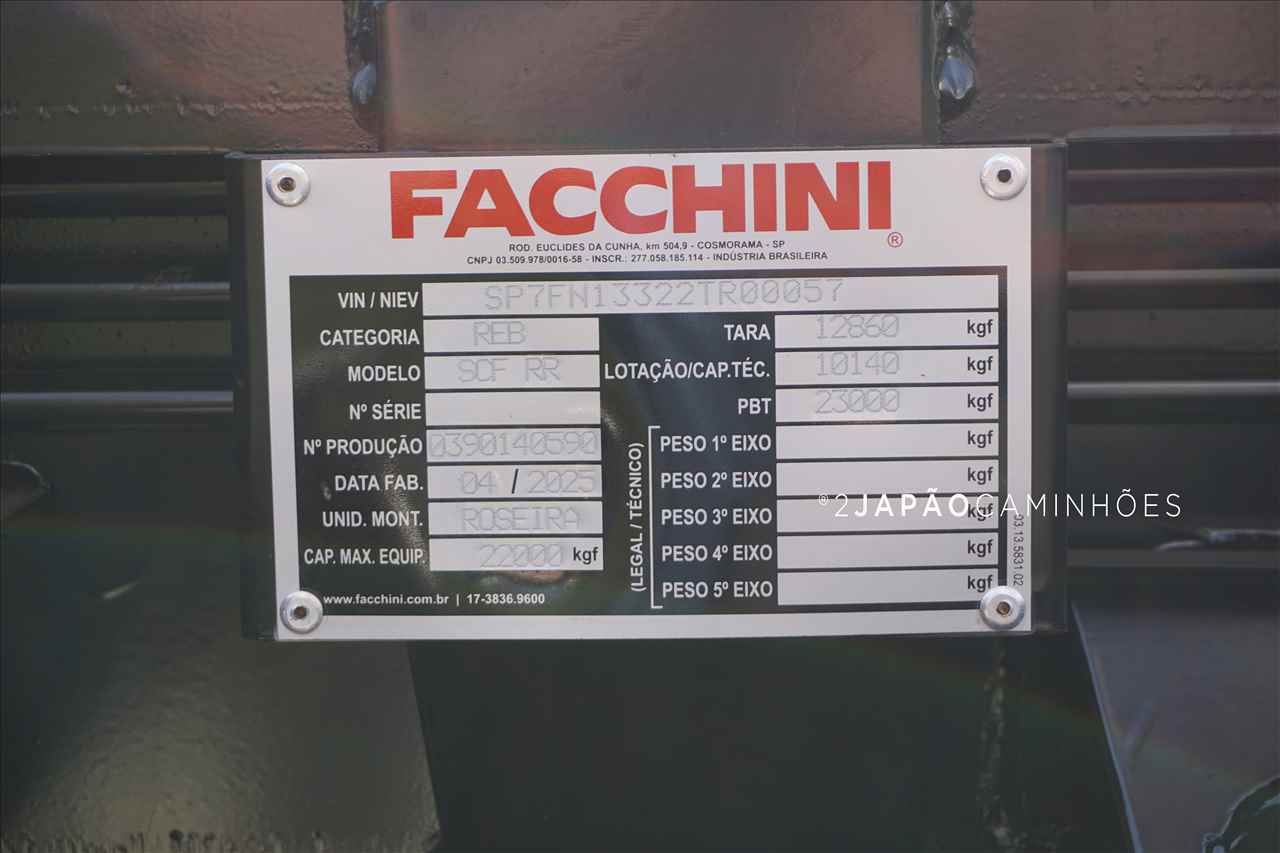 FACCHINI
®
ROD. EUCLIDES DA CUNHA, km 504,9 - COSMORAMA - SP
CNPJ 03.509.978/0016-58 - INSCR.: 277.058.185.114 - INDÚSTRIA BRASILEIRA
VIN / NIEV SP7FN13322TR00057
CATEGORIA REB
MODELO SCF RR
Nº SÉRIE
Nº PRODUÇÃO 0390140590
DATA FAB. 04 / 2025
UNID. MONT. ROSEIRA
CAP. MAX. EQUIP. 22000 kgf
TARA 12860 kgf
LOTAÇÃO/CAP.TÉC. 10140 kgf
PBT 23000 kgf
(LEGAL / TÉCNICO)
PESO 1º EIXO kgf
PESO 2º EIXO kgf
PESO 3º EIXO kgf
PESO 4º EIXO kgf
PESO 5º EIXO kgf
www.facchini.com.br | 17-3836.9600
03.13.5831.02
@2JAPÃOCAMINHÕES